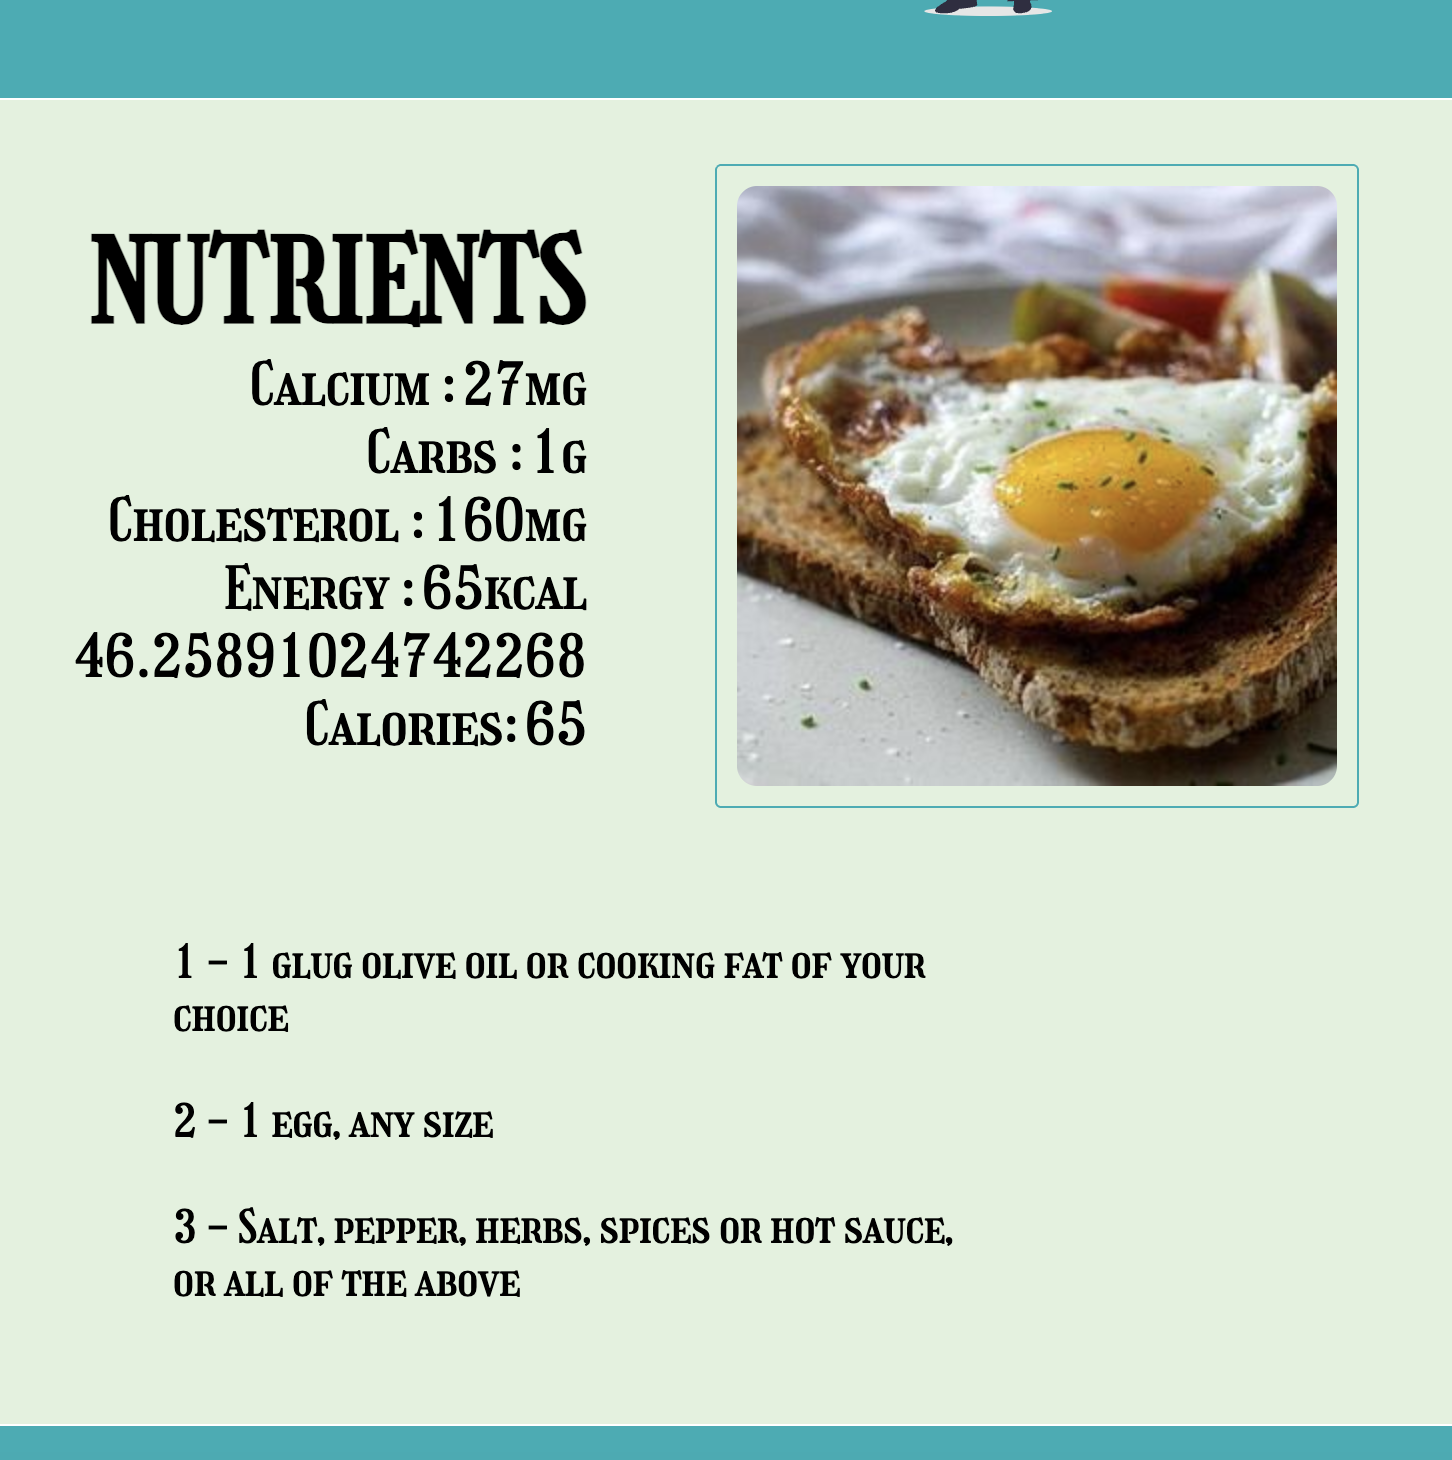 NUTRIENTS
Calcium : 27mg
Carbs : 1g
Cholesterol : 160mg
Energy : 65kcal
46.25891024742268
Calories: 65
1 - 1 glug olive oil or cooking fat of your
choice
2 - 1 egg, any size
3 - Salt, pepper, herbs, spices or hot sauce,
or all of the above